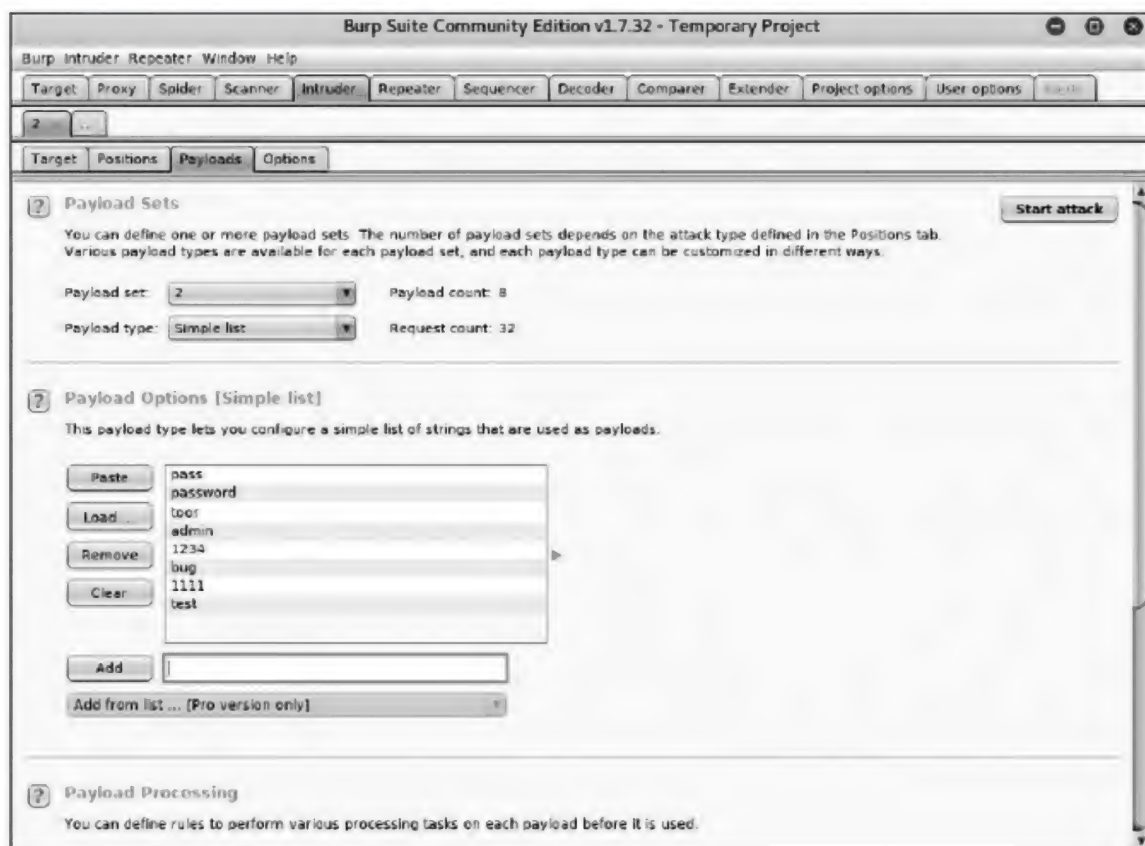 Burp Suite Community Edition v1.7.32 - Temporary Project
Burp Intruder Repeater Window Help
Target Proxy Spider Scanner Intruder Repeater Sequencer Decoder Comparer Extender Project options User options
2 ...
Target Positions Payloads Options
? Payload Sets
Start attack
You can define one or more payload sets. The number of payload sets depends on the attack type defined in the Positions tab.
Various payload types are available for each payload set, and each payload type can be customized in different ways.
Payload set: 2 Payload count: 8
Payload type: Simple list Request count: 32
? Payload Options [Simple list]
This payload type lets you configure a simple list of strings that are used as payloads.
Paste
Load ...
Remove
Clear
pass
password
toor
admin
1234
bug
1111
test
Add
Add from list ... [Pro version only]
? Payload Processing
You can define rules to perform various processing tasks on each payload before it is used.